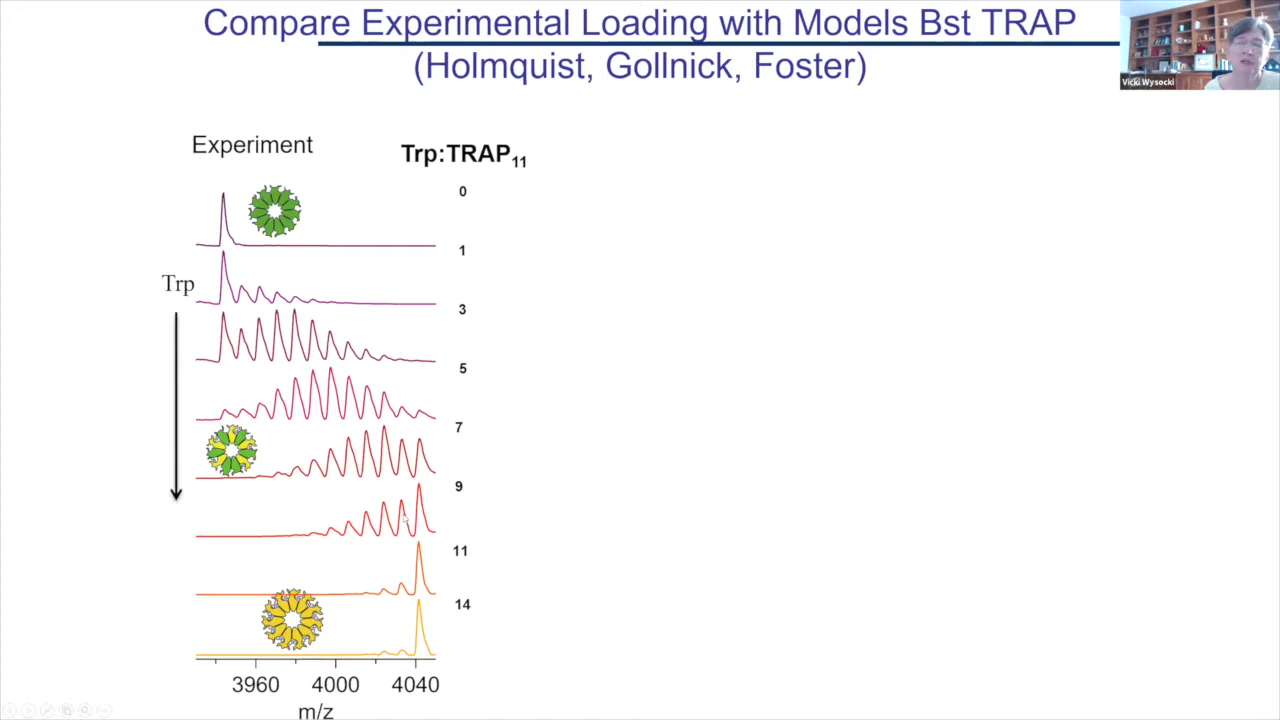 Compare Experimental Loading with Models Bst TRAP
(Holmquist, Gollnick, Foster)
Vicki Wysocki
Experiment
Trp:TRAP11
0
1
Trp
3
5
7
9
11
14
3960 4000 4040
m/z